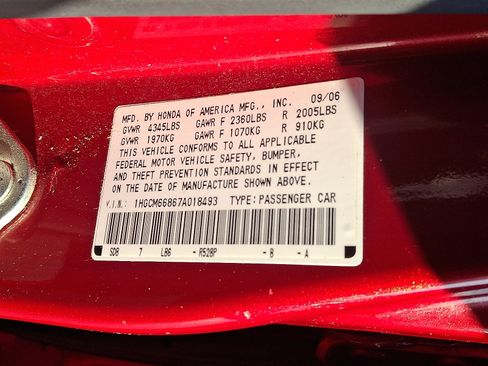 MFD. BY HONDA OF AMERICA MFG., INC. 09/06
GVWR 4345LBS GAWR F 2360LBS R 2005LBS
GVWR 1970KG GAWR F 1070KG R 910KG
THIS VEHICLE CONFORMS TO ALL APPLICABLE
FEDERAL MOTOR VEHICLE SAFETY, BUMPER,
AND THEFT PREVENTION STANDARDS IN EFFECT
ON THE DATE OF MANUFACTURE SHOWN ABOVE.
V.I.N.: 1HGCM66867A018493 TYPE: PASSENGER CAR
SDB 7 LB6 - R528P - B - A